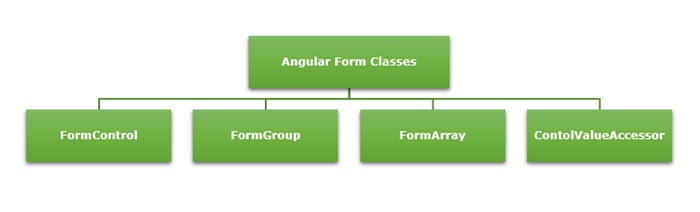 Angular Form Classes
FormControl
FormGroup
FormArray
ContolValueAccessor